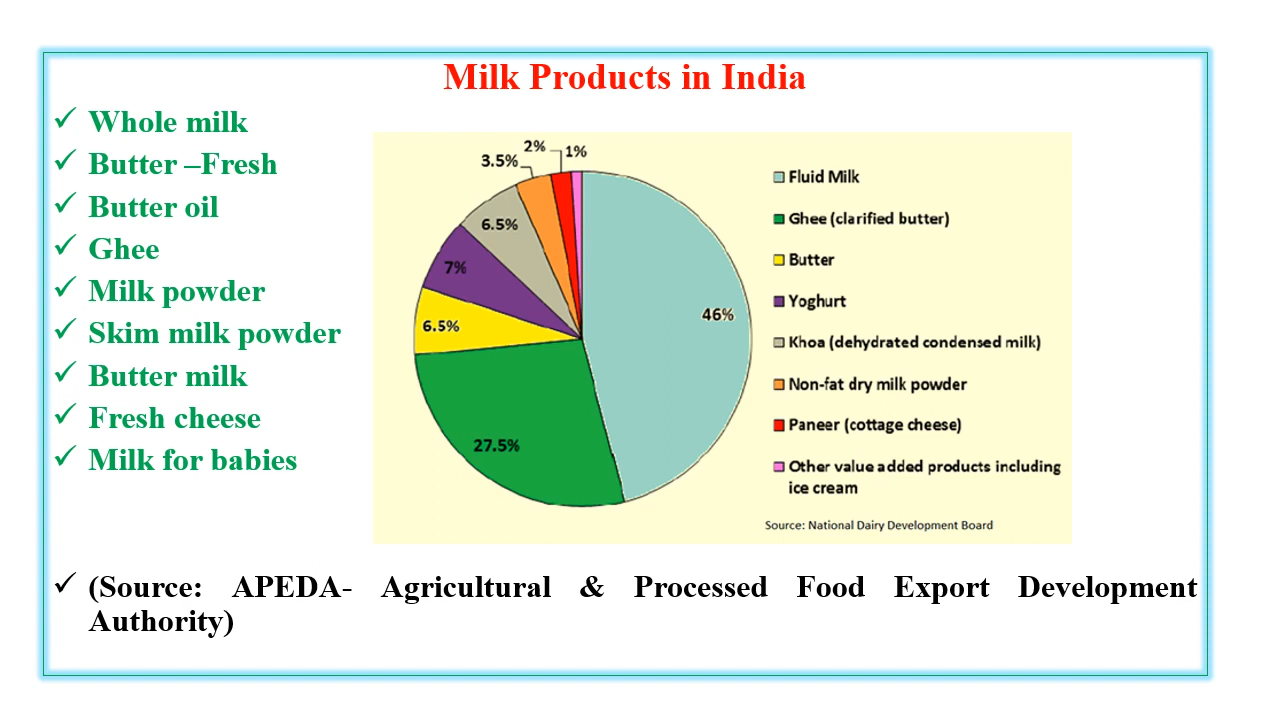 Milk Products in India
✓ Whole milk
✓ Butter –Fresh
✓ Butter oil
✓ Ghee
✓ Milk powder
✓ Skim milk powder
✓ Butter milk
✓ Fresh cheese
✓ Milk for babies
3.5%
2%
1%
6.5%
7%
6.5%
27.5%
46%
Fluid Milk
Ghee (clarified butter)
Butter
Yoghurt
Khoa (dehydrated condensed milk)
Non-fat dry milk powder
Paneer (cottage cheese)
Other value added products including
ice cream
Source: National Dairy Development Board
✓ (Source: APEDA- Agricultural & Processed Food Export Development
Authority)